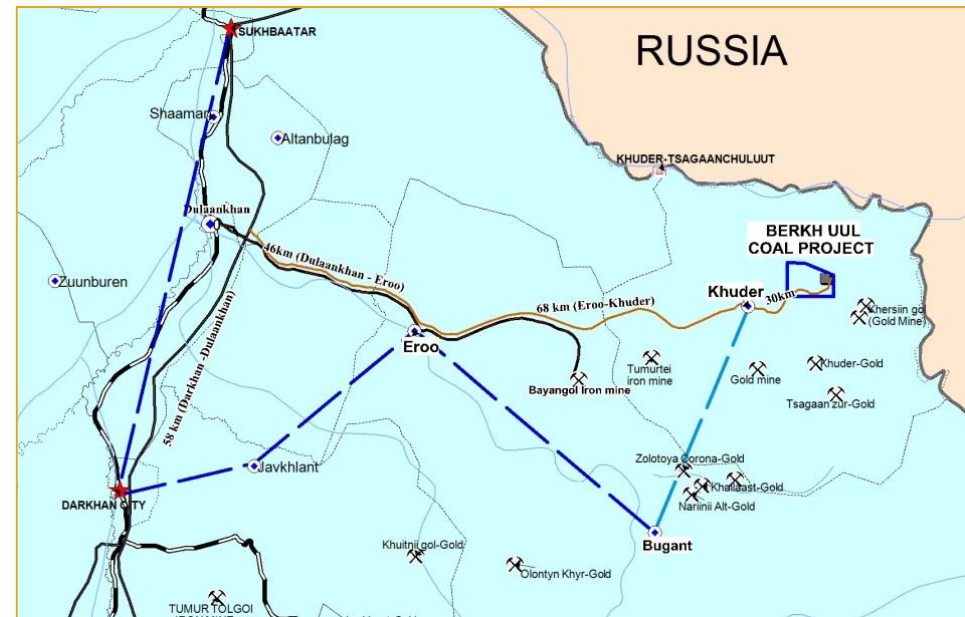 SUKHBAATAR
RUSSIA
Shaamar
Altanbulag
KHUDER-TSAGAANCHULUUT
Dulaankhan
46km (Dulaankhan - Eroo)
BERKH UUL
COAL PROJECT
Zuunburen
68 km (Eroo-Khuder)
Khuder
30km
Khersiin gol
(Gold Mine)
58 km (Darkhan -Dulaankhan)
Eroo
Tumurtei
iron mine
Gold mine
Khuder-Gold
Bayangol Iron mine
Tsagaan zur-Gold
Javkhlant
Zolotoya Corona-Gold
Khailaast-Gold
Nariinii Alt-Gold
DARKHAN CITY
Bugant
Khuitnii gol-Gold
Olontyn Khyr-Gold
TUMUR TOLGOI